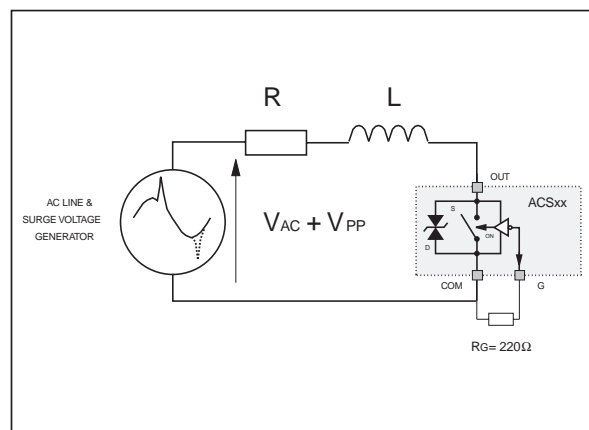 R
L
OUT
ACSxx
AC LINE &
SURGE VOLTAGE
GENERATOR
VAC + VPP
S
ON
D
COM
G
RG= 220Ω